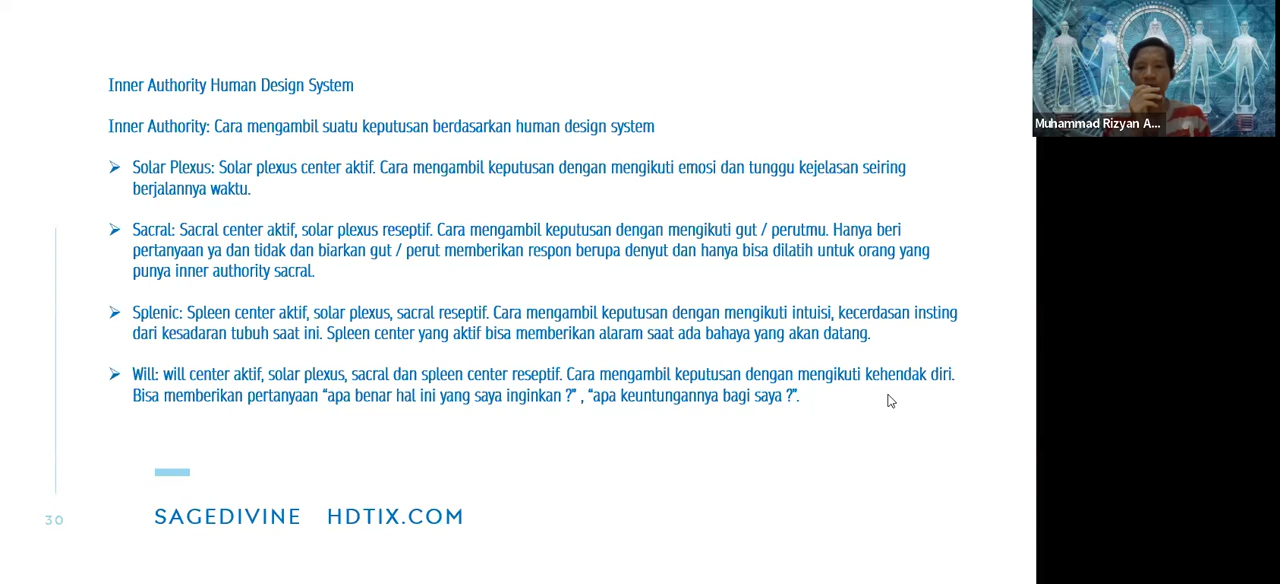 Inner Authority Human Design System
Inner Authority: Cara mengambil suatu keputusan berdasarkan human design system
➢ Solar Plexus: Solar plexus center aktif. Cara mengambil keputusan dengan mengikuti emosi dan tunggu kejelasan seiring
berjalannya waktu.
➢ Sacral: Sacral center aktif, solar plexus reseptif. Cara mengambil keputusan dengan mengikuti gut / perutmu. Hanya beri
pertanyaan ya dan tidak dan biarkan gut / perut memberikan respon berupa denyut dan hanya bisa dilatih untuk orang yang
punya inner authority sacral.
➢ Splenic: Spleen center aktif, solar plexus, sacral reseptif. Cara mengambil keputusan dengan mengikuti intuisi, kecerdasan insting
dari kesadaran tubuh saat ini. Spleen center yang aktif bisa memberikan alaram saat ada bahaya yang akan datang.
➢ Will: will center aktif, solar plexus, sacral dan spleen center reseptif. Cara mengambil keputusan dengan mengikuti kehendak diri.
Bisa memberikan pertanyaan “apa benar hal ini yang saya inginkan ?” , “apa keuntungannya bagi saya ?”.
30
SAGEDIVINE HDTIX.COM
Muhammad Rizyan A...